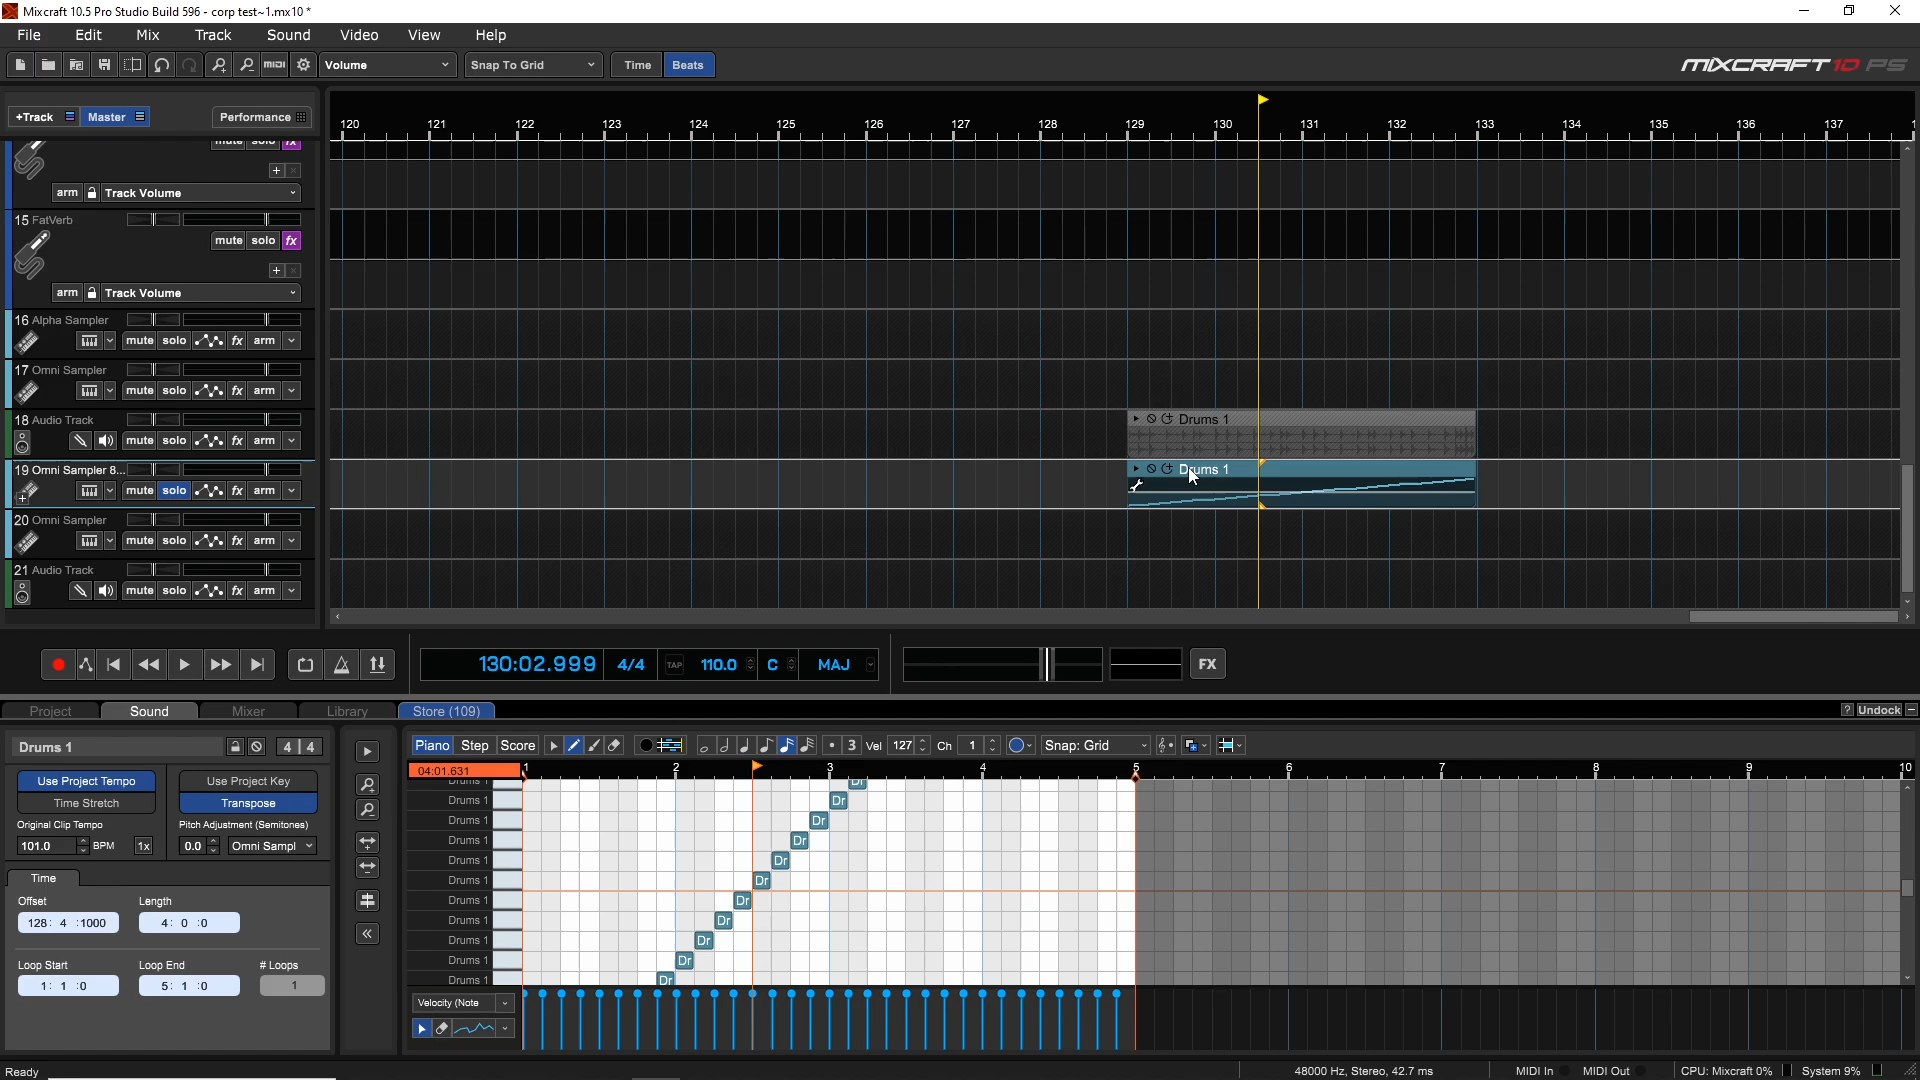 Mixcraft 10.5 Pro Studio Build 596 - corp test~1.mx10 *
File Edit Mix Track Sound Video View Help
MIDI Volume Snap To Grid Time Beats MIXCRAFT 10 PS
+Track Master Performance
120 121 122 123 124 125 126 127 128 129 130 131 132 133 134 135 136 137 1
mute solo fx
arm Track Volume
15 FatVerb
mute solo fx
arm Track Volume
16 Alpha Sampler
mute solo fx arm
17 Omni Sampler
mute solo fx arm
18 Audio Track
mute solo fx arm
Drums 1
19 Omni Sampler 8...
mute solo fx arm
Drums 1
20 Omni Sampler
mute solo fx arm
21 Audio Track
mute solo fx arm
130:02.999 4/4 TAP 110.0 C MAJ FX
Project Sound Mixer Library Store (109) ? Undock
Drums 1 4 4
Use Project Tempo Use Project Key
Time Stretch Transpose
Original Clip Tempo Pitch Adjustment (Semitones)
101.0 BPM 1x 0.0 Omni Sampl
Time
Offset Length
128: 4 :1000 4: 0 :0
Loop Start Loop End # Loops
1: 1 :0 5: 1 :0 1
Piano Step Score 3 Vel 127 Ch 1 Snap: Grid
04:01.631 1 2 3 4 5 6 7 8 9 10
Drums 1 Dr
Drums 1 Dr
Drums 1 Dr
Drums 1 Dr
Drums 1 Dr
Drums 1 Dr
Drums 1 Dr
Drums 1 Dr
Drums 1 Dr
Drums 1 Dr
Drums 1 Dr
Velocity (Note
Ready 48000 Hz, Stereo, 42.7 ms MIDI In MIDI Out CPU: Mixcraft 0% System 9%